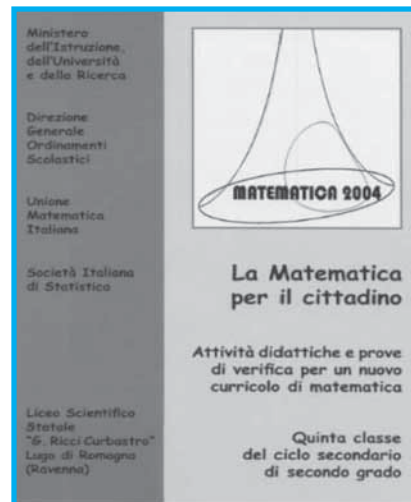 Ministero
dell'Istruzione,
dell'Università
e della Ricerca
Direzione
Generale
Ordinamenti
Scolastici
Unione
Matematica
Italiana
Società Italiana
di Statistica
Liceo Scientifico
Statale
"G. Ricci Curbastro"
Lugo di Romagna
(Ravenna)
MATEMATICA 2004
La Matematica
per il cittadino
Attività didattiche e prove
di verifica per un nuovo
curricolo di matematica
Quinta classe
del ciclo secondario
di secondo grado